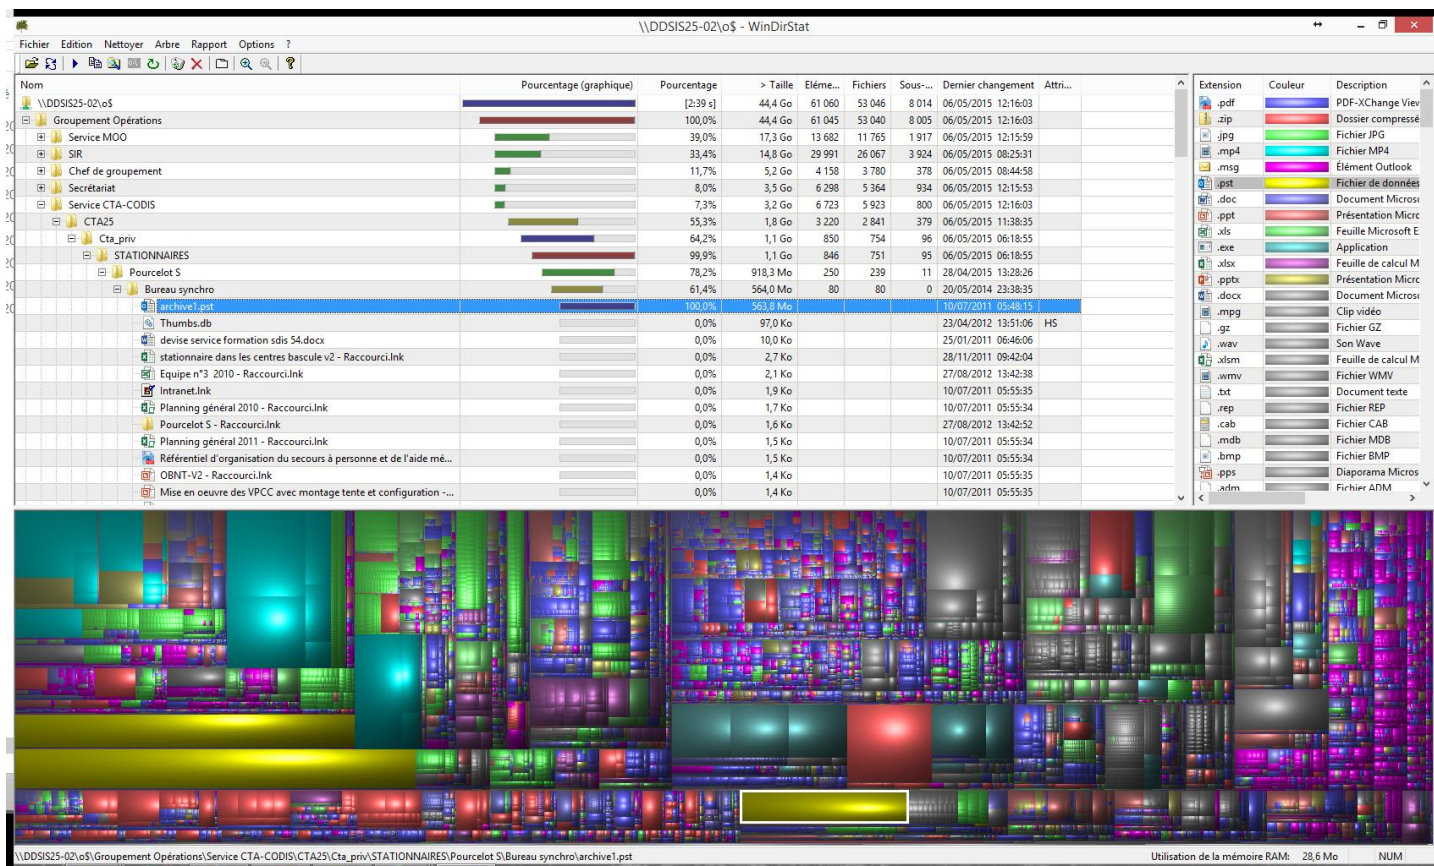 \\DDSIS25-02\o$ - WinDirStat
Fichier Edition Nettoyer Arbre Rapport Options ?
Nom Pourcentage (graphique) Pourcentage > Taille Eléme... Fichiers Sous-... Dernier changement Attri...
\\DDSIS25-02\o$ [2:39 s] 44,4 Go 61 060 53 046 8 014 06/05/2015 12:16:03
Groupement Opérations 100,0% 44,4 Go 61 045 53 040 8 005 06/05/2015 12:16:03
Service MOO 39,0% 17,3 Go 13 682 11 765 1 917 06/05/2015 12:15:59
SIR 33,4% 14,8 Go 29 991 26 067 3 924 06/05/2015 08:25:31
Chef de groupement 11,7% 5,2 Go 4 158 3 780 378 06/05/2015 08:44:58
Secrétariat 8,0% 3,5 Go 6 298 5 364 934 06/05/2015 12:15:53
Service CTA-CODIS 7,3% 3,2 Go 6 723 5 923 800 06/05/2015 12:16:03
CTA25 55,3% 1,8 Go 3 220 2 841 379 06/05/2015 11:38:35
Cta_priv 64,2% 1,1 Go 850 754 96 06/05/2015 06:18:55
STATIONNAIRES 99,9% 1,1 Go 846 751 95 06/05/2015 06:18:55
Pourcelot S 78,2% 918,3 Mo 250 239 11 28/04/2015 13:28:26
Bureau synchro 61,4% 564,0 Mo 80 80 0 20/05/2014 23:38:35
archive1.pst 100,0% 563,8 Mo 10/07/2011 05:48:15
Thumbs.db 0,0% 97,0 Ko 23/04/2012 13:51:06 HS
devise service formation sdis 54.docx 0,0% 10,0 Ko 25/01/2011 06:46:06
stationnaire dans les centres bascule v2 - Raccourci.lnk 0,0% 2,7 Ko 28/11/2011 09:42:04
Equipe n°3 2010 - Raccourci.lnk 0,0% 2,1 Ko 27/08/2012 13:42:38
Intranet.lnk 0,0% 1,9 Ko 10/07/2011 05:55:35
Planning général 2010 - Raccourci.lnk 0,0% 1,7 Ko 10/07/2011 05:55:34
Pourcelot S - Raccourci.lnk 0,0% 1,6 Ko 27/08/2012 13:42:52
Planning général 2011 - Raccourci.lnk 0,0% 1,5 Ko 10/07/2011 05:55:34
Référentiel d'organisation du secours à personne et de l'aide mé... 0,0% 1,5 Ko 10/07/2011 05:55:34
OBNT-V2 - Raccourci.lnk 0,0% 1,4 Ko 10/07/2011 05:55:35
Mise en oeuvre des VPCC avec montage tente et configuration -... 0,0% 1,4 Ko 10/07/2011 05:55:35
Extension Couleur Description
.pdf PDF-XChange View
.zip Dossier compressé
.jpg Fichier JPG
.mp4 Fichier MP4
.msg Élément Outlook
.pst Fichier de données
.doc Document Microso
.ppt Présentation Micro
.xls Feuille Microsoft E
.exe Application
.xlsx Feuille de calcul M
.pptx Présentation Micro
.docx Document Microso
.mpg Clip vidéo
.gz Fichier GZ
.wav Son Wave
.xlsm Feuille de calcul M
.wmv Fichier WMV
.txt Document texte
.rep Fichier REP
.cab Fichier CAB
.mdb Fichier MDB
.bmp Fichier BMP
.pps Diaporama Micros
.adm Fichier ADM
\\DDSIS25-02\o$\Groupement Opérations\Service CTA-CODIS\CTA25\Cta_priv\STATIONNAIRES\Pourcelot S\Bureau synchro\archive1.pst Utilisation de la mémoire RAM: 28,6 Mo NUM